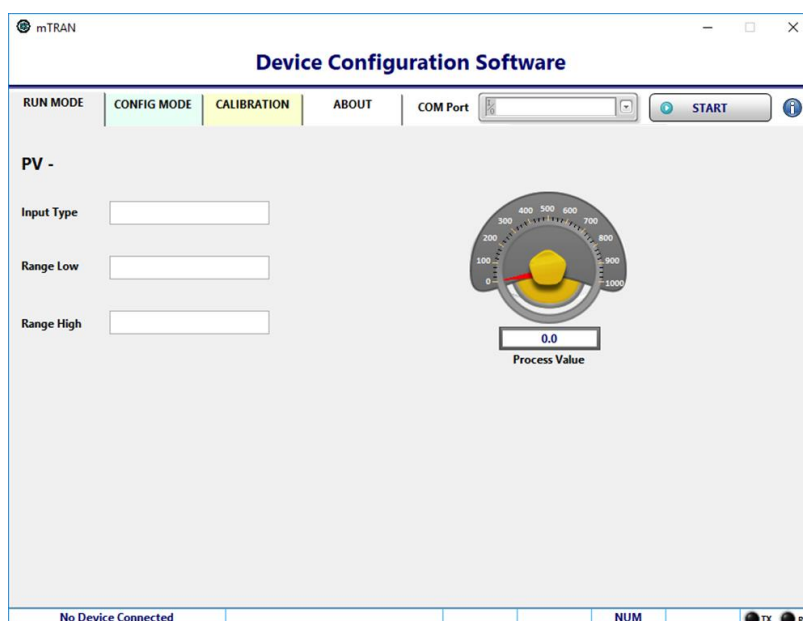 mTRAN
Device Configuration Software
RUN MODE CONFIG MODE CALIBRATION ABOUT COM Port START
PV -
Input Type
Range Low
Range High
0 100 200 300 400 500 600 700 800 900 1000
0.0
Process Value
No Device Connected NUM TX